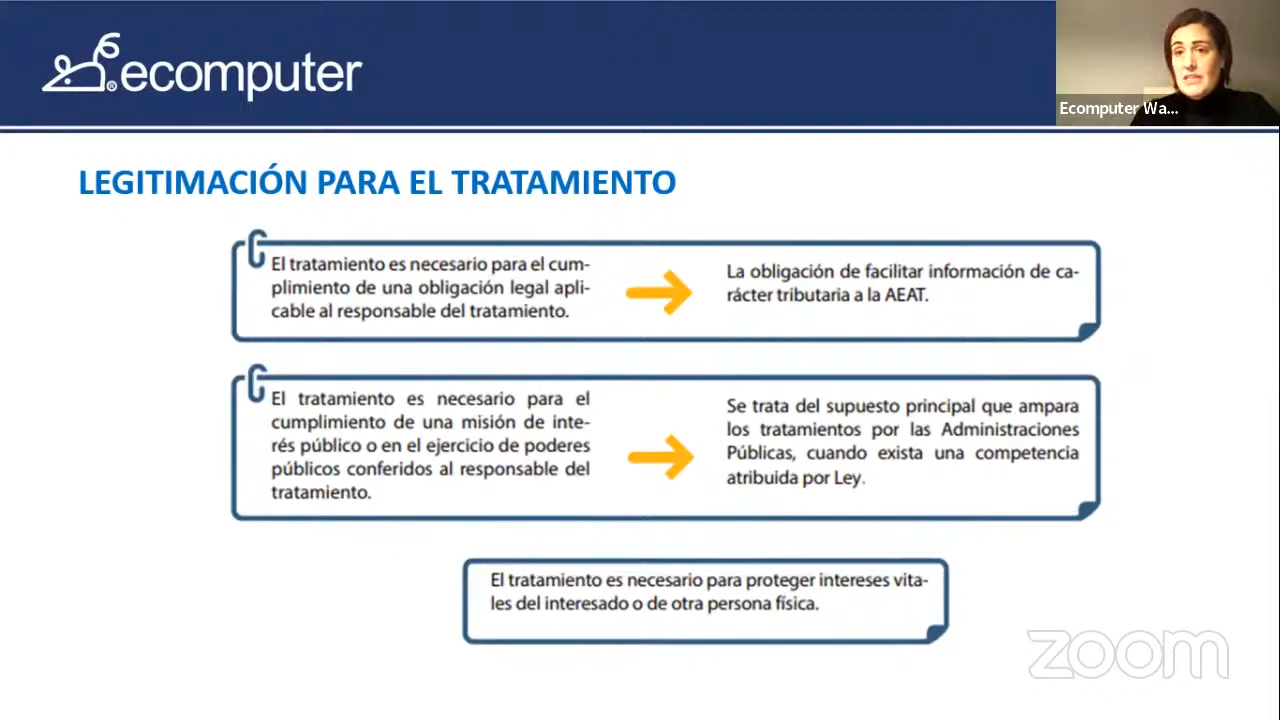 ecomputer
Ecomputer Wa...
LEGITIMACIÓN PARA EL TRATAMIENTO
El tratamiento es necesario para el cum-
plimiento de una obligación legal apli-
cable al responsable del tratamiento.
La obligación de facilitar información de ca-
rácter tributaria a la AEAT.
El tratamiento es necesario para el
cumplimiento de una misión de inte-
rés público o en el ejercicio de poderes
públicos conferidos al responsable del
tratamiento.
Se trata del supuesto principal que ampara
los tratamientos por las Administraciones
Públicas, cuando exista una competencia
atribuida por Ley.
El tratamiento es necesario para proteger intereses vita-
les del interesado o de otra persona física.
zoom